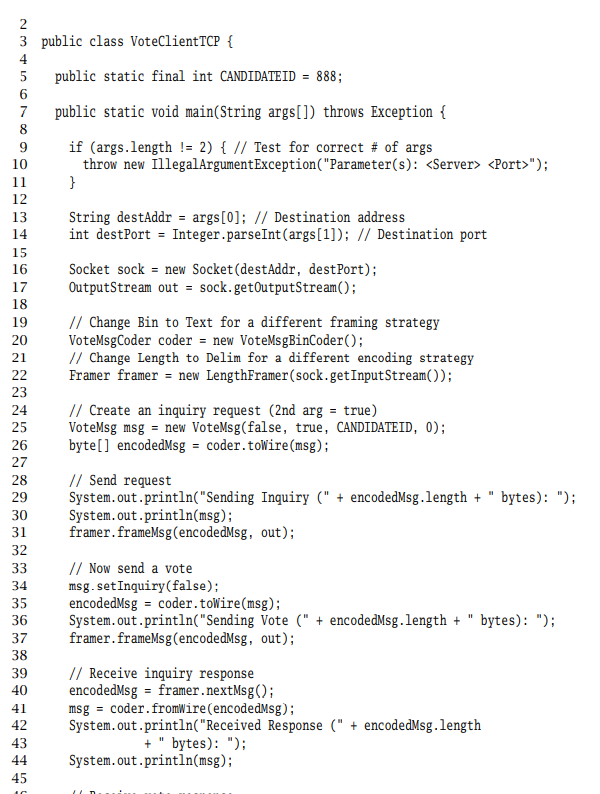 2
3 public class VoteClientTCP {
4
5 public static final int CANDIDATEID = 888;
6
7 public static void main(String args[]) throws Exception {
8
9 if (args.length != 2) { // Test for correct # of args
10 throw new IllegalArgumentException("Parameter(s): <Server> <Port>");
11 }
12
13 String destAddr = args[0]; // Destination address
14 int destPort = Integer.parseInt(args[1]); // Destination port
15
16 Socket sock = new Socket(destAddr, destPort);
17 OutputStream out = sock.getOutputStream();
18
19 // Change Bin to Text for a different framing strategy
20 VoteMsgCoder coder = new VoteMsgBinCoder();
21 // Change Length to Delim for a different encoding strategy
22 Framer framer = new LengthFramer(sock.getInputStream());
23
24 // Create an inquiry request (2nd arg = true)
25 VoteMsg msg = new VoteMsg(false, true, CANDIDATEID, 0);
26 byte[] encodedMsg = coder.toWire(msg);
27
28 // Send request
29 System.out.println("Sending Inquiry (" + encodedMsg.length + " bytes): ");
30 System.out.println(msg);
31 framer.frameMsg(encodedMsg, out);
32
33 // Now send a vote
34 msg.setInquiry(false);
35 encodedMsg = coder.toWire(msg);
36 System.out.println("Sending Vote (" + encodedMsg.length + " bytes): ");
37 framer.frameMsg(encodedMsg, out);
38
39 // Receive inquiry response
40 encodedMsg = framer.nextMsg();
41 msg = coder.fromWire(encodedMsg);
42 System.out.println("Received Response (" + encodedMsg.length
43 + " bytes): ");
44 System.out.println(msg);
45